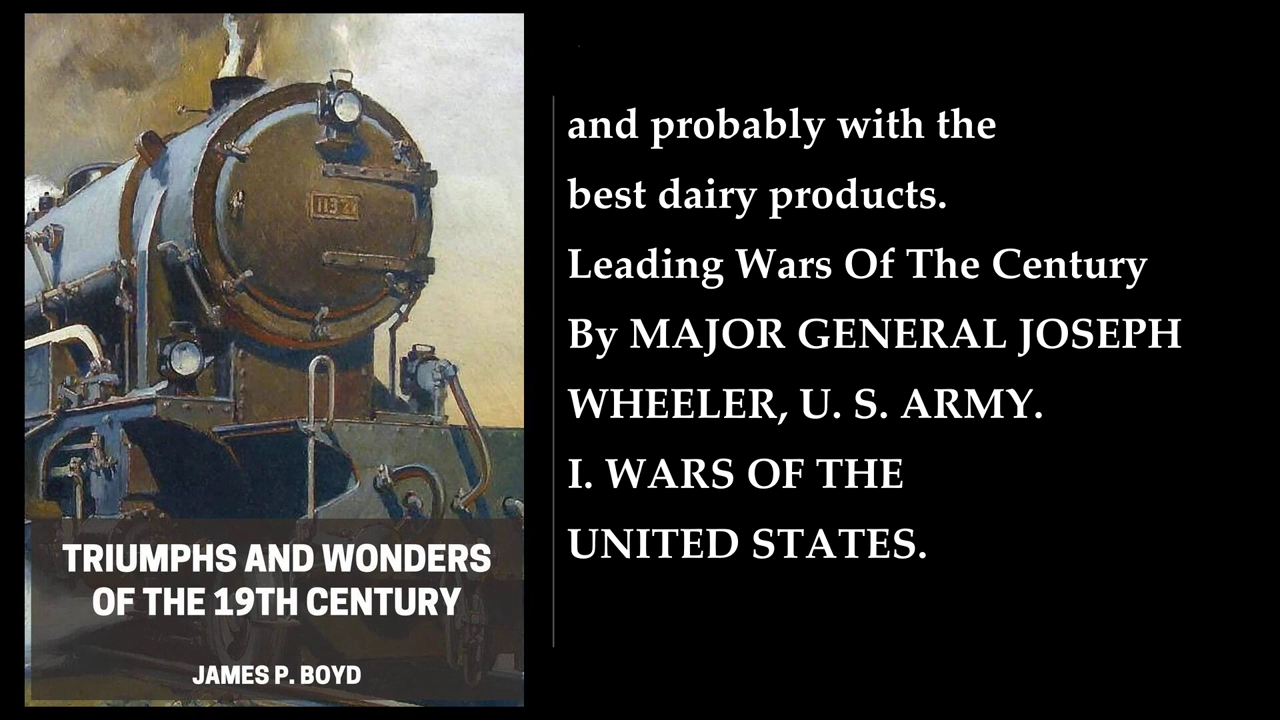 1132
TRIUMPHS AND WONDERS
OF THE 19TH CENTURY
JAMES P. BOYD
and probably with the
best dairy products.
Leading Wars Of The Century
By MAJOR GENERAL JOSEPH
WHEELER, U. S. ARMY.
I. WARS OF THE
UNITED STATES.